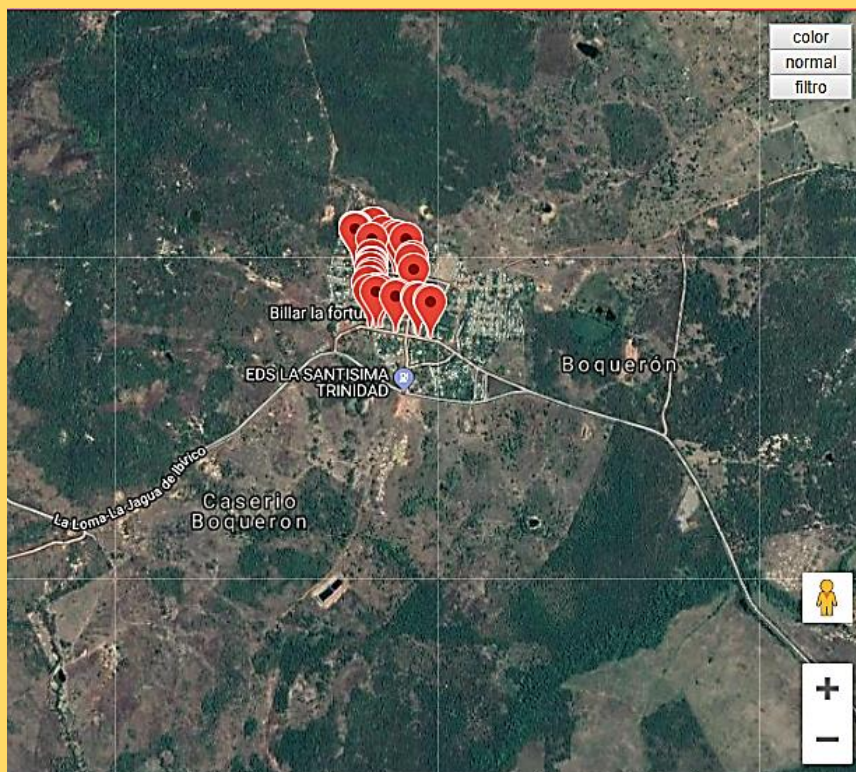 color
normal
filtro
Billar la fortu
EDS LA SANTISIMA
TRINIDAD
Boquerón
La Loma-La Jagua de Ibirico
Caserio
Boqueron
+
−